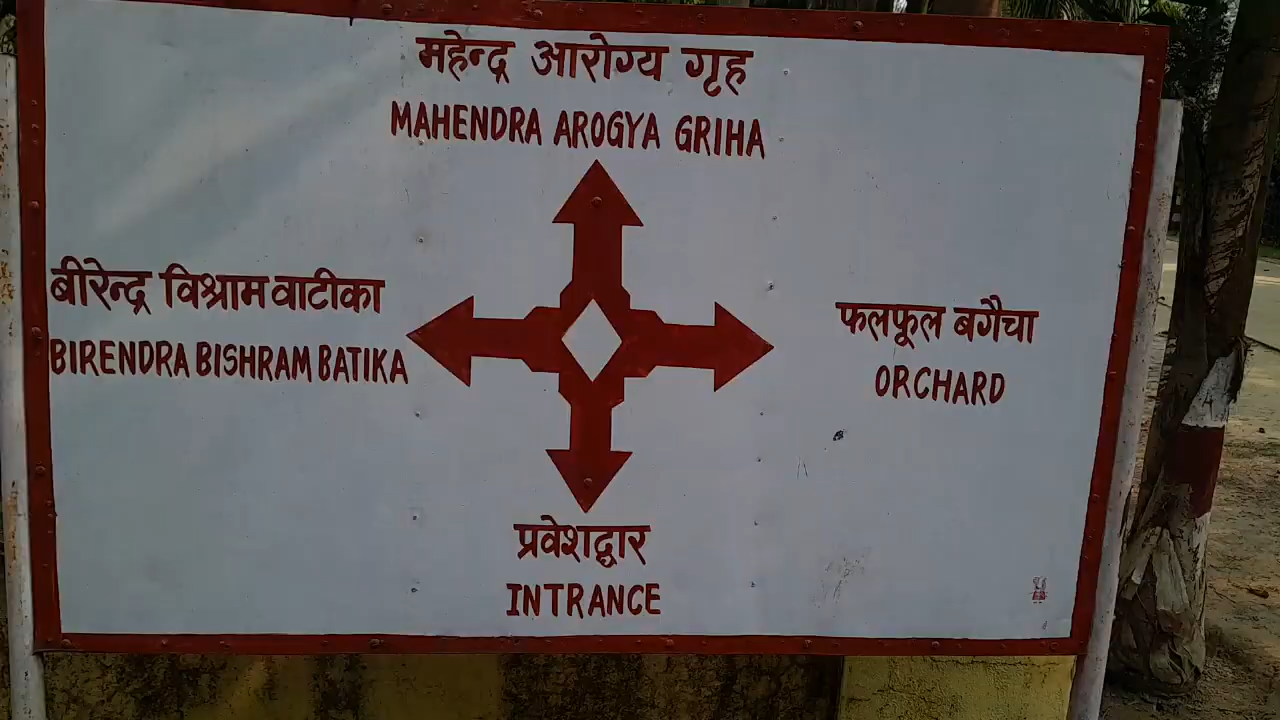 महेन्द्र आरोग्य गृह
MAHENDRA AROGYA GRIHA
बीरेन्द्र विश्राम वाटीका
BIRENDRA BISHRAM BATIKA
फलफूल बगैचा
ORCHARD
प्रवेशद्वार
INTRANCE